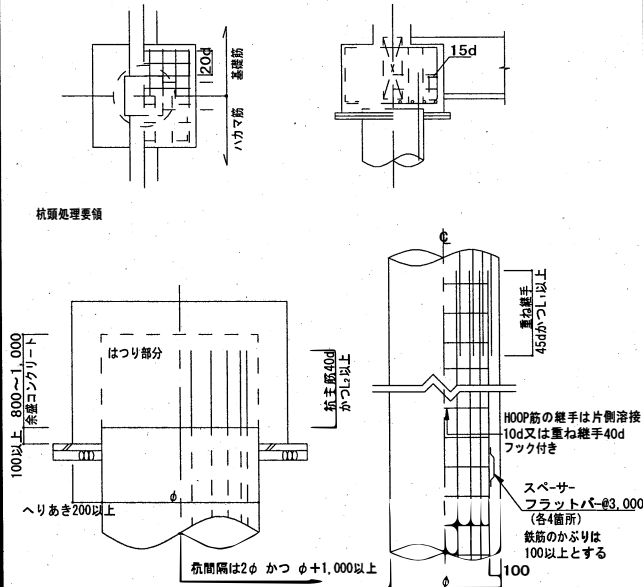 20d
基礎筋
ハカマ筋
15d
杭頭処理要領
はつり部分
100以上
800～1,000
余盛コンクリート
杭主筋40d
かつL₂以上
へりあき200以上
φ
杭間隔は2φ かつ φ+1,000以上
℄
重ね継手
45dかつL₁以上
HOOP筋の継手は片側溶接
10d又は重ね継手40d
フック付き
スペーサー
フラットバー@3,000
(各4箇所)
鉄筋のかぶりは
100以上とする
100
φ